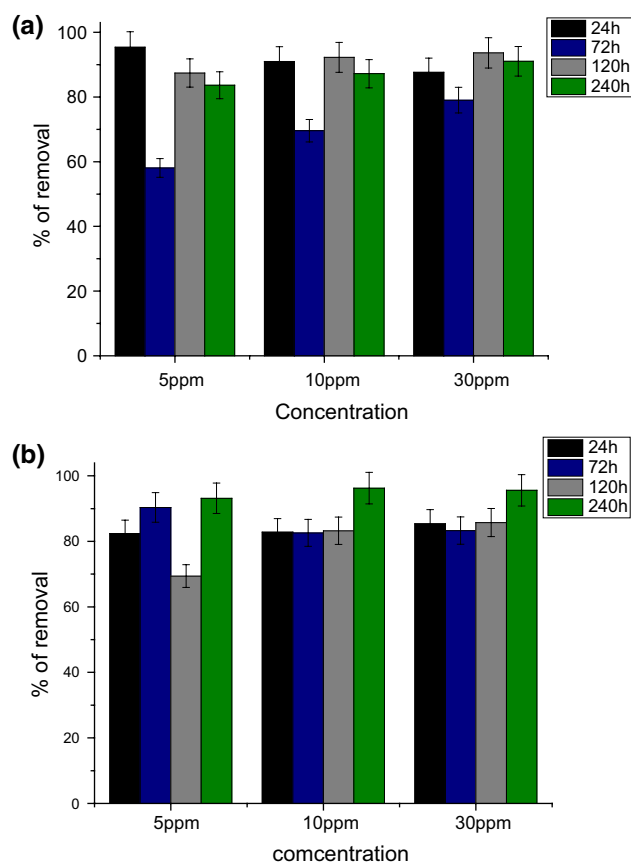 (a)
100
80
60
40
20
0
% of removal
5ppm 10ppm 30ppm
Concentration
24h
72h
120h
240h
(b)
100
80
60
40
20
0
% of removal
5ppm 10ppm 30ppm
comcentration
24h
72h
120h
240h